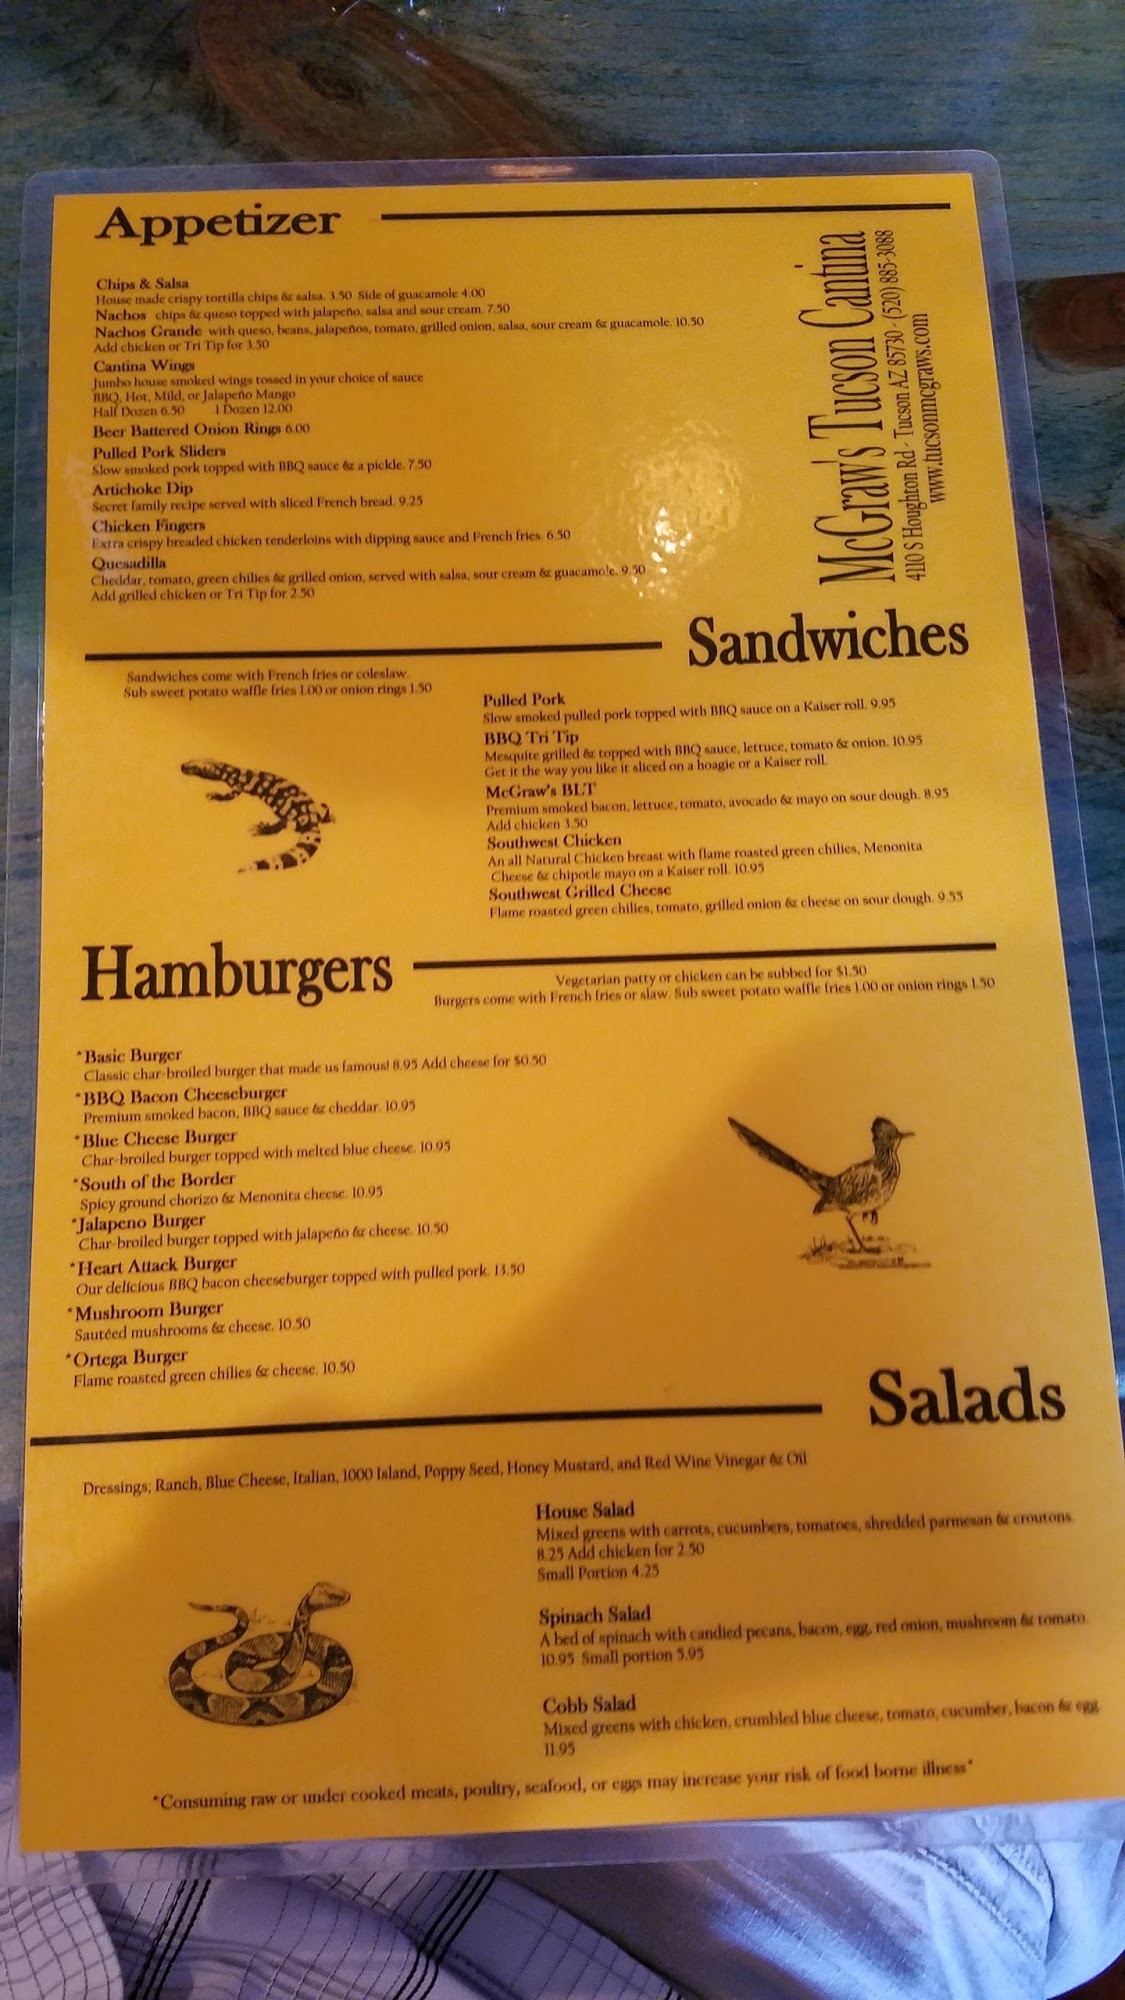 Appetizer
McGraw's Tucson Cantina
4110 S Houghton Rd - Tucson AZ 85730 - (520) 885-3088
www.tucsonmcgraws.com
Chips & Salsa
House made crispy tortilla chips & salsa. 3.50 Side of guacamole 4.00
Nachos chips & queso topped with jalapeño, salsa and sour cream. 7.50
Nachos Grande with queso, beans, jalapeños, tomato, grilled onion, salsa, sour cream & guacamole. 10.50
Add chicken or Tri Tip for 3.50
Cantina Wings
Jumbo house smoked wings tossed in your choice of sauce
BBQ, Hot, Mild, or Jalapeño Mango
Half Dozen 6.50 1 Dozen 12.00
Beer Battered Onion Rings 6.00
Pulled Pork Sliders
Slow smoked pork topped with BBQ sauce & a pickle. 7.50
Artichoke Dip
Secret family recipe served with sliced French bread. 9.25
Chicken Fingers
Extra crispy breaded chicken tenderloins with dipping sauce and French fries. 6.50
Quesadilla
Cheddar, tomato, green chilies & grilled onion, served with salsa, sour cream & guacamole. 9.50
Add grilled chicken or Tri Tip for 2.50
Sandwiches
Sandwiches come with French fries or coleslaw.
Sub sweet potato waffle fries 1.00 or onion rings 1.50
Pulled Pork
Slow smoked pulled pork topped with BBQ sauce on a Kaiser roll. 9.95
BBQ Tri Tip
Mesquite grilled & topped with BBQ sauce, lettuce, tomato & onion. 10.95
Get it the way you like it sliced on a hoagie or a Kaiser roll.
McGraw's BLT
Premium smoked bacon, lettuce, tomato, avocado & mayo on sour dough. 8.95
Add chicken 3.50
Southwest Chicken
An all Natural Chicken breast with flame roasted green chilies, Menonita
Cheese & chipotle mayo on a Kaiser roll. 10.95
Southwest Grilled Cheese
Flame roasted green chilies, tomato, grilled onion & cheese on sour dough. 9.55
Hamburgers
Vegetarian patty or chicken can be subbed for $1.50
Burgers come with French fries or slaw. Sub sweet potato waffle fries 1.00 or onion rings 1.50
*Basic Burger
Classic char-broiled burger that made us famous! 8.95 Add cheese for $0.50
*BBQ Bacon Cheeseburger
Premium smoked bacon, BBQ sauce & cheddar. 10.95
*Blue Cheese Burger
Char-broiled burger topped with melted blue cheese. 10.95
*South of the Border
Spicy ground chorizo & Menonita cheese. 10.95
*Jalapeno Burger
Char-broiled burger topped with jalapeño & cheese. 10.50
*Heart Attack Burger
Our delicious BBQ bacon cheeseburger topped with pulled pork. 13.50
*Mushroom Burger
Sautéed mushrooms & cheese. 10.50
*Ortega Burger
Flame roasted green chilies & cheese. 10.50
Salads
Dressings; Ranch, Blue Cheese, Italian, 1000 Island, Poppy Seed, Honey Mustard, and Red Wine Vinegar & Oil
House Salad
Mixed greens with carrots, cucumbers, tomatoes, shredded parmesan & croutons.
8.25 Add chicken for 2.50
Small Portion 4.25
Spinach Salad
A bed of spinach with candied pecans, bacon, egg, red onion, mushroom & tomato.
10.95 Small portion 5.95
Cobb Salad
Mixed greens with chicken, crumbled blue cheese, tomato, cucumber, bacon & egg.
11.95
*Consuming raw or under cooked meats, poultry, seafood, or eggs may increase your risk of food borne illness*